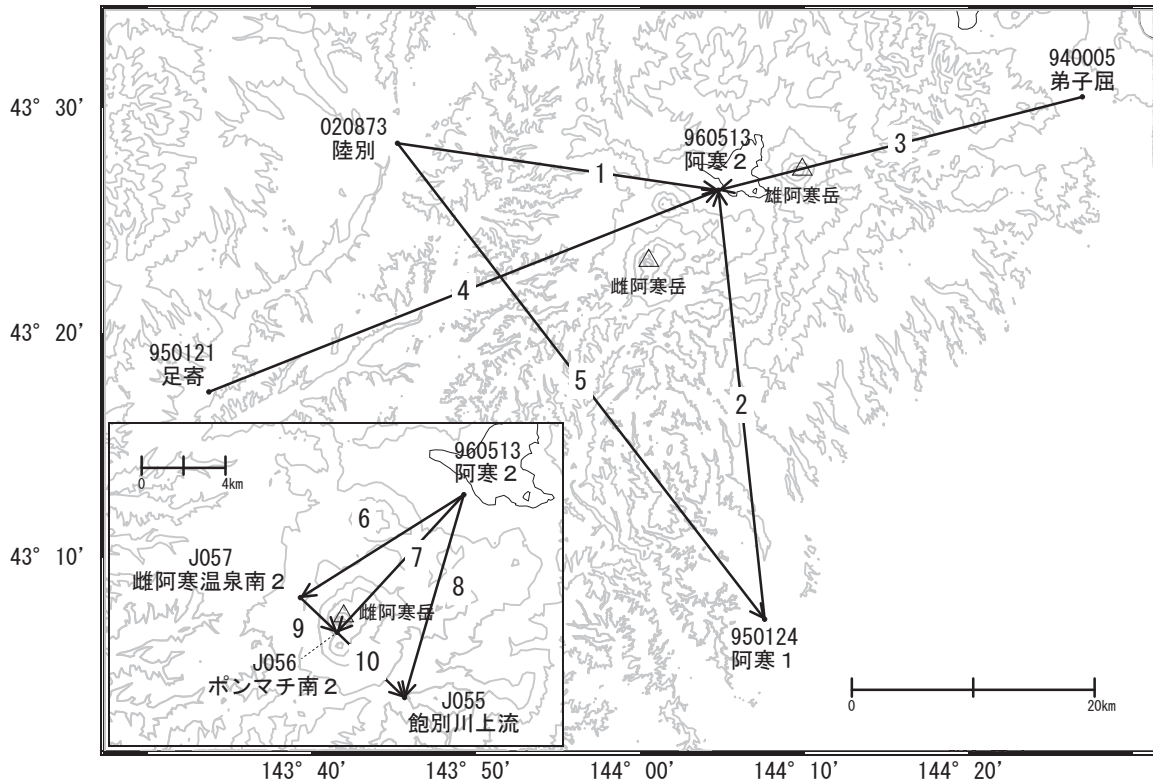 940005
弟子屈
43° 30’
020873
陸別
960513
阿寒２
3
1
雄阿寒岳
雌阿寒岳
4
43° 20’
950121
足寄
5
2
960513
阿寒２
0
4km
6
7
8
43° 10’
J057
雌阿寒温泉南２
雌阿寒岳
9
10
J056
ポンマチ南２
J055
飽別川上流
950124
阿寒１
0
20km
143° 40’
143° 50’
144° 00’
144° 10’
144° 20’